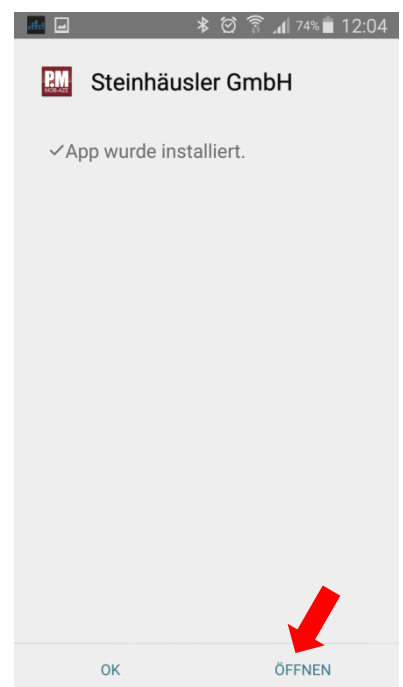 74% 12:04
P.M
MOB-AZE
Steinhäusler GmbH
✓App wurde installiert.
OK ÖFFNEN